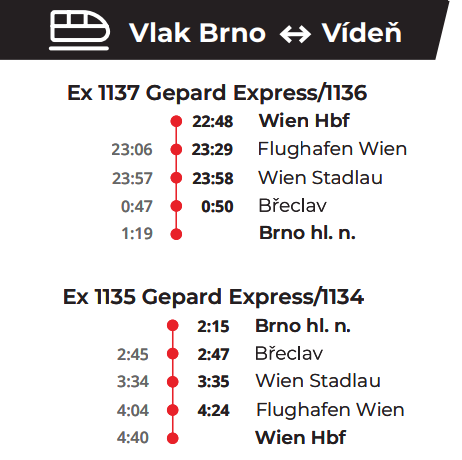 Vlak Brno ↔ Vídeň
Ex 1137 Gepard Express/1136
22:48 Wien Hbf
23:06 23:29 Flughafen Wien
23:57 23:58 Wien Stadlau
0:47 0:50 Břeclav
1:19 Brno hl. n.
Ex 1135 Gepard Express/1134
2:15 Brno hl. n.
2:45 2:47 Břeclav
3:34 3:35 Wien Stadlau
4:04 4:24 Flughafen Wien
4:40 Wien Hbf